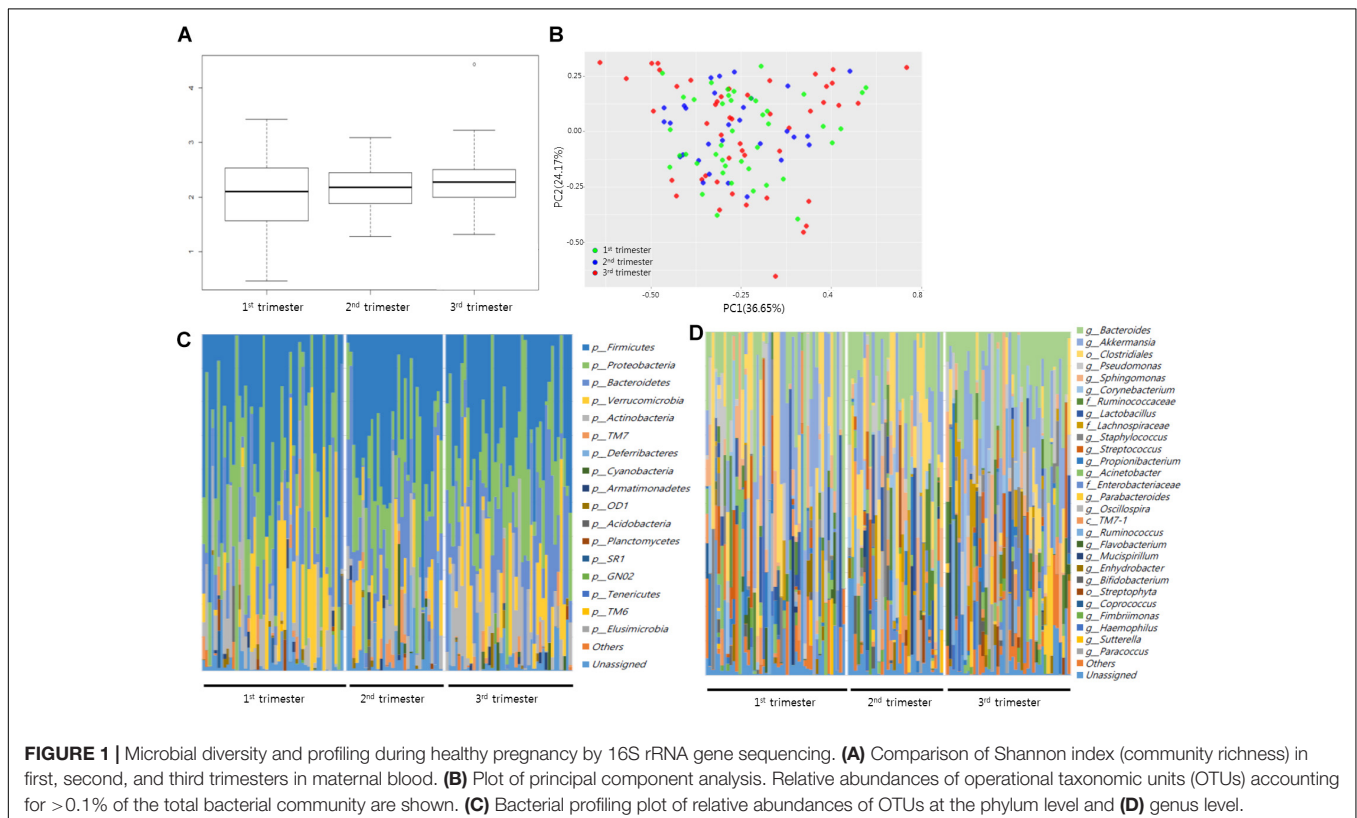 A
4
3
2
1
1st trimester
2nd trimester
3rd trimester
B
0.25
0.00
-0.25
-0.50
PC2(24.17%)
1st trimester
2nd trimester
3rd trimester
-0.50
-0.25
0.4
0.8
PC1(36.65%)
C
p__Firmicutes
p__Proteobacteria
p__Bacteroidetes
p__Verrucomicrobia
p__Actinobacteria
p__TM7
p__Deferribacteres
p__Cyanobacteria
p__Armatimonadetes
p__OD1
p__Acidobacteria
p__Planctomycetes
p__SR1
p__GN02
p__Tenericutes
p__TM6
p__Elusimicrobia
Others
Unassigned
1st trimester
2nd trimester
3rd trimester
D
g__Bacteroides
g__Akkermansia
o__Clostridiales
g__Pseudomonas
g__Sphingomonas
g__Corynebacterium
f__Ruminococcaceae
g__Lactobacillus
f__Lachnospiraceae
g__Staphylococcus
g__Streptococcus
g__Propionibacterium
g__Acinetobacter
f__Enterobacteriaceae
g__Parabacteroides
g__Oscillospira
c__TM7-1
g__Ruminococcus
g__Flavobacterium
g__Mucispirillum
g__Enhydrobacter
g__Bifidobacterium
o__Streptophyta
g__Coprococcus
g__Fimbriimonas
g__Haemophilus
g__Sutterella
g__Paracoccus
Others
Unassigned
1st trimester
2nd trimester
3rd trimester
FIGURE 1 | Microbial diversity and profiling during healthy pregnancy by 16S rRNA gene sequencing. (A) Comparison of Shannon index (community richness) in
first, second, and third trimesters in maternal blood. (B) Plot of principal component analysis. Relative abundances of operational taxonomic units (OTUs) accounting
for >0.1% of the total bacterial community are shown. (C) Bacterial profiling plot of relative abundances of OTUs at the phylum level and (D) genus level.